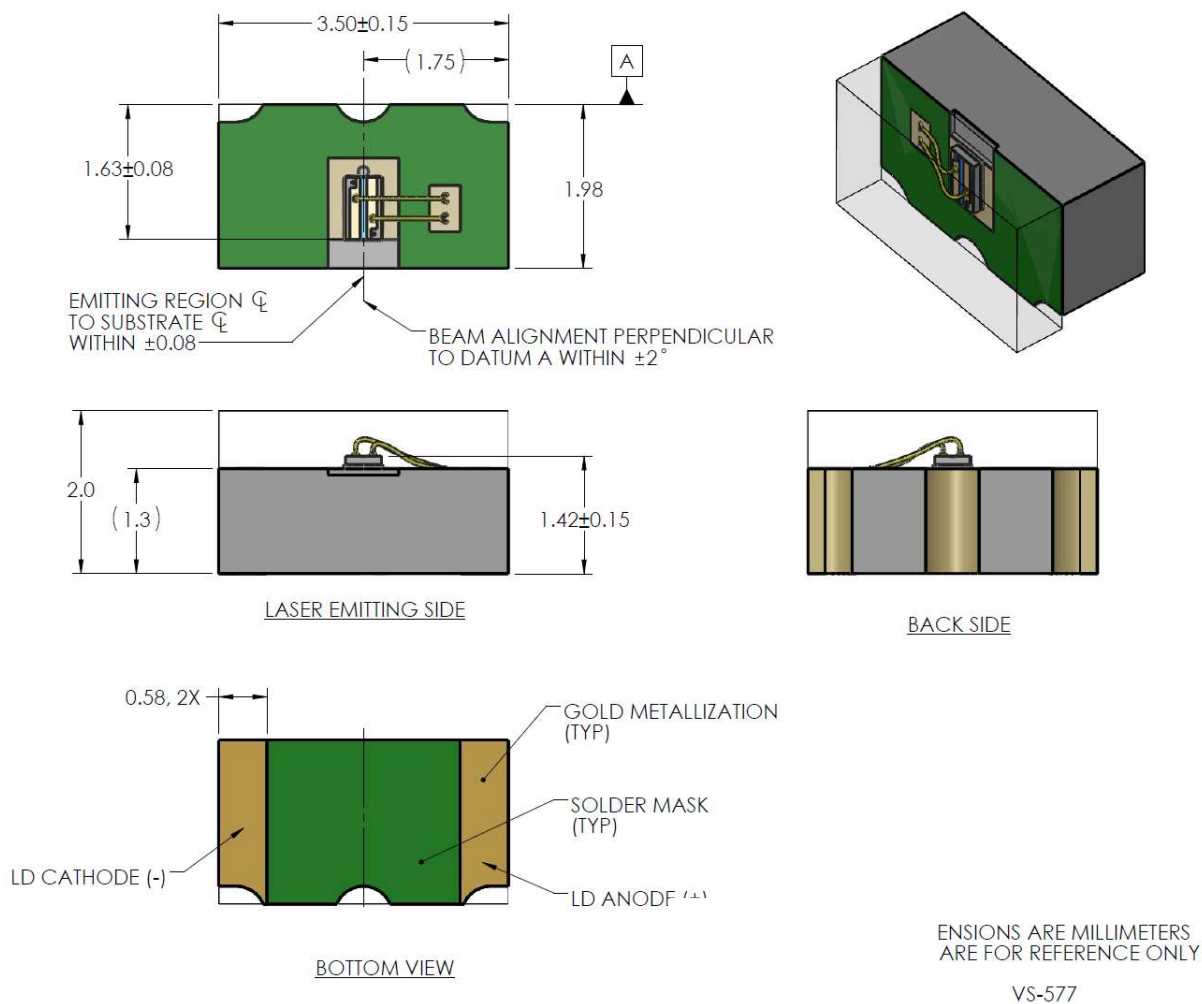 3.50±0.15
(1.75)
A
1.63±0.08
1.98
EMITTING REGION ℄
TO SUBSTRATE ℄
WITHIN ±0.08
BEAM ALIGNMENT PERPENDICULAR
TO DATUM A WITHIN ±2°
2.0
(1.3)
1.42±0.15
LASER EMITTING SIDE
BACK SIDE
0.58, 2X
GOLD METALLIZATION
(TYP)
SOLDER MASK
(TYP)
LD CATHODE (-)
LD ANODE
BOTTOM VIEW
ENSIONS ARE MILLIMETERS
ARE FOR REFERENCE ONLY
VS-577